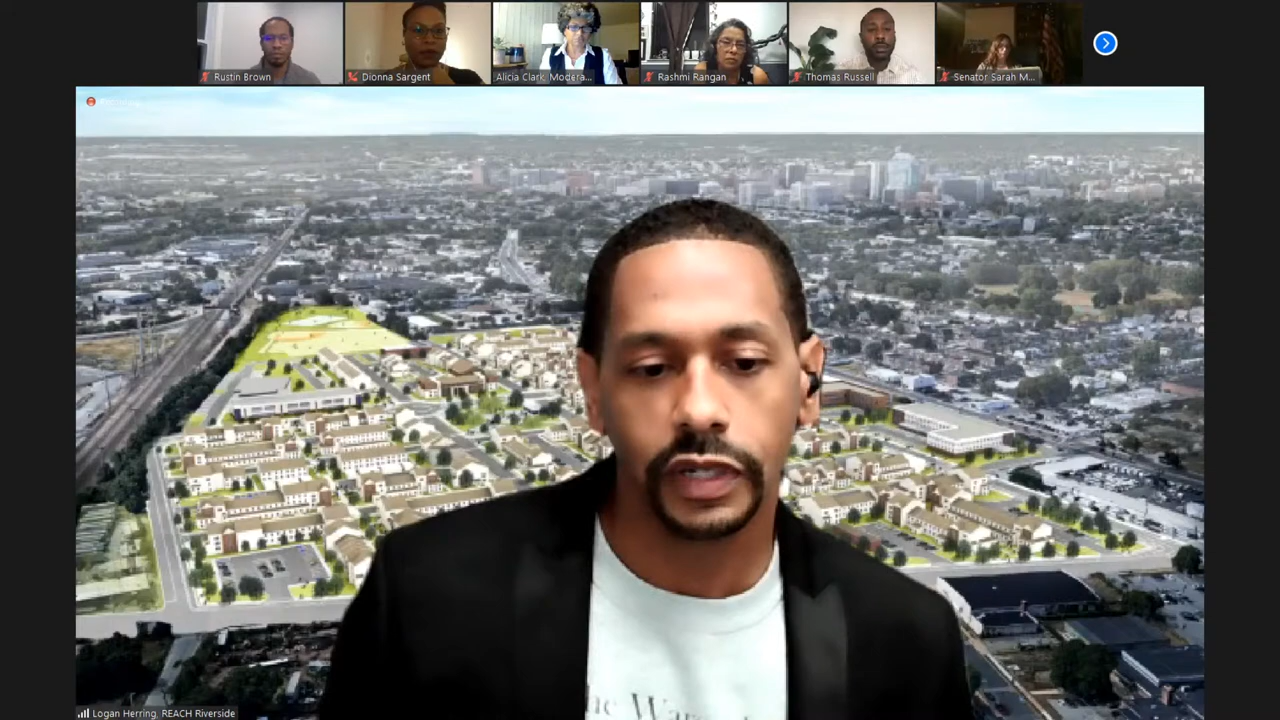 Rustin Brown
Dionna Sargent
Alicia Clark, Modera...
Rashmi Rangan
Thomas Russell
Senator Sarah M...
Logan Herring, REACH Riverside